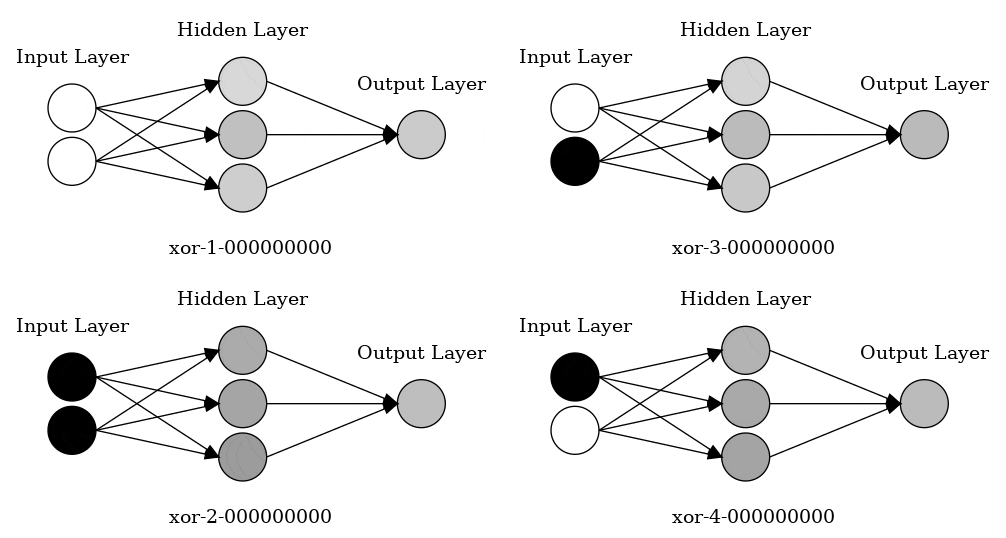 Hidden Layer
Input Layer
Output Layer
xor-1-000000000
Hidden Layer
Input Layer
Output Layer
xor-3-000000000
Hidden Layer
Input Layer
Output Layer
xor-2-000000000
Hidden Layer
Input Layer
Output Layer
xor-4-000000000